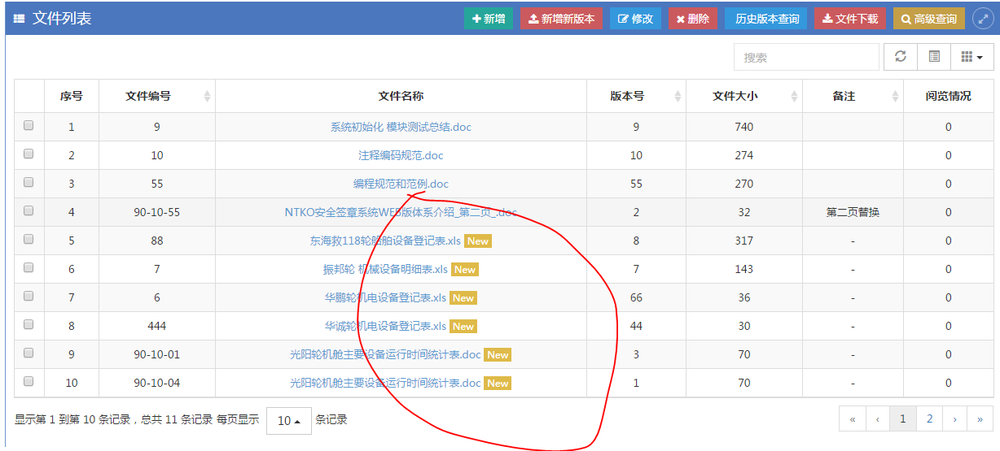 文件列表 新增 新增新版本 修改 删除 历史版本查询 文件下载 高级查询
搜索
序号 文件编号 文件名称 版本号 文件大小 备注 阅览情况
1 9 系统初始化 模块测试总结.doc 9 740 0
2 10 注释编码规范.doc 10 274 0
3 55 编程规范和范例.doc 55 270 0
4 90-10-55 NTKO安全签章系统WEB版体系介绍_第二页_.doc 2 32 第二页替换 0
5 88 东海救118轮船舶设备登记表.xls New 8 317 - 0
6 7 振邦轮 机械设备明细表.xls New 7 143 - 0
7 6 华鹏轮机电设备登记表.xls New 66 36 - 0
8 444 华诚轮机电设备登记表.xls New 44 30 - 0
9 90-10-01 光阳轮机舱主要设备运行时间统计表.doc New 3 70 - 0
10 90-10-04 光阳轮机舱主要设备运行时间统计表.doc New 1 70 - 0
显示第 1 到第 10 条记录，总共 11 条记录 每页显示 10 条记录 « ‹ 1 2 › »